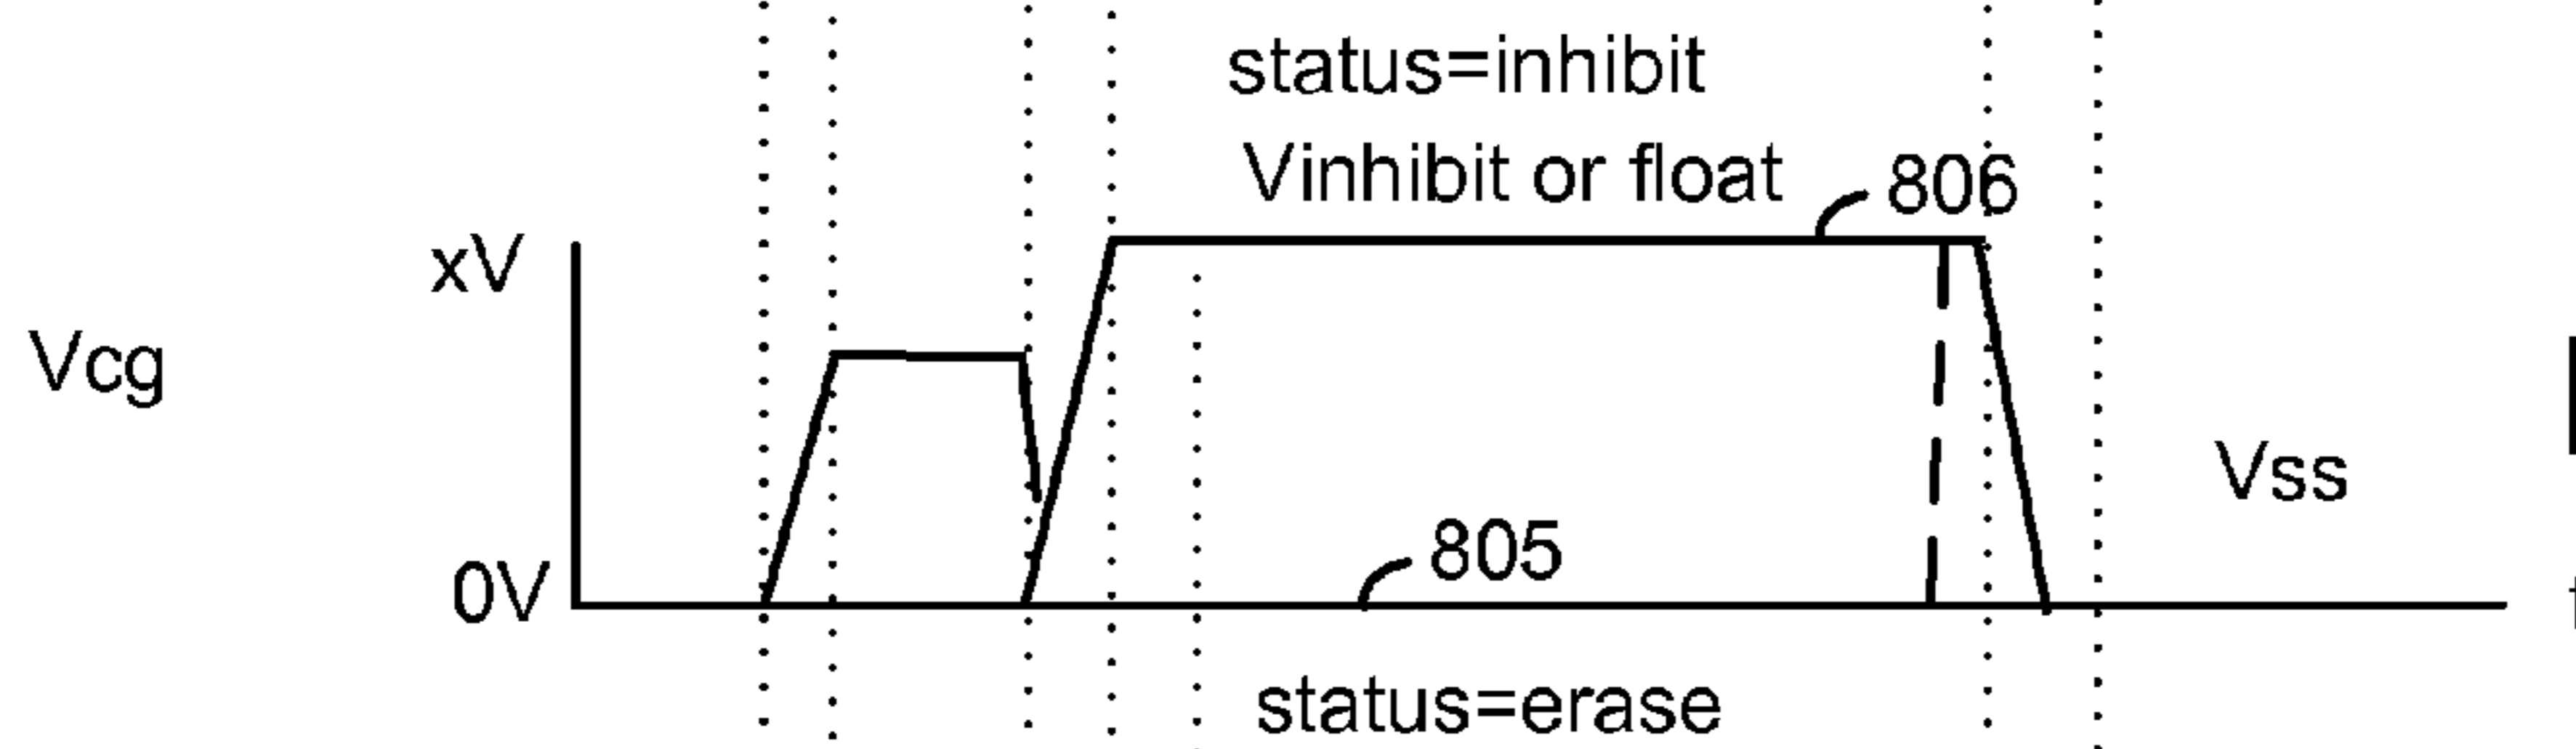 status=inhibit
Vinhibit or float
806
xV
Vcg
Vss
805
0V
status=erase